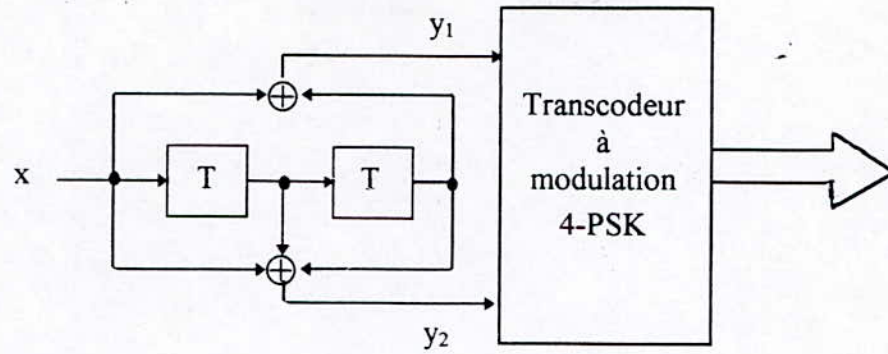 y1
Transcodeur
à
modulation
4-PSK
x
T
T
y2